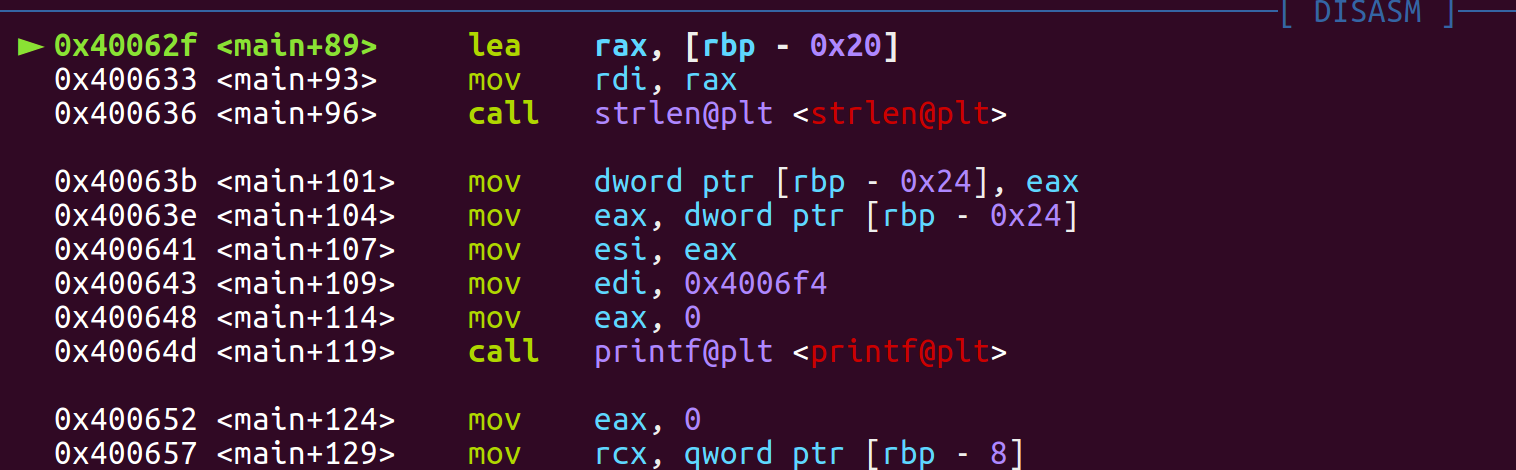 [ DISASM ]
► 0x40062f <main+89> lea rax, [rbp - 0x20]
0x400633 <main+93> mov rdi, rax
0x400636 <main+96> call strlen@plt <strlen@plt>
0x40063b <main+101> mov dword ptr [rbp - 0x24], eax
0x40063e <main+104> mov eax, dword ptr [rbp - 0x24]
0x400641 <main+107> mov esi, eax
0x400643 <main+109> mov edi, 0x4006f4
0x400648 <main+114> mov eax, 0
0x40064d <main+119> call printf@plt <printf@plt>
0x400652 <main+124> mov eax, 0
0x400657 <main+129> mov rcx, qword ptr [rbp - 8]